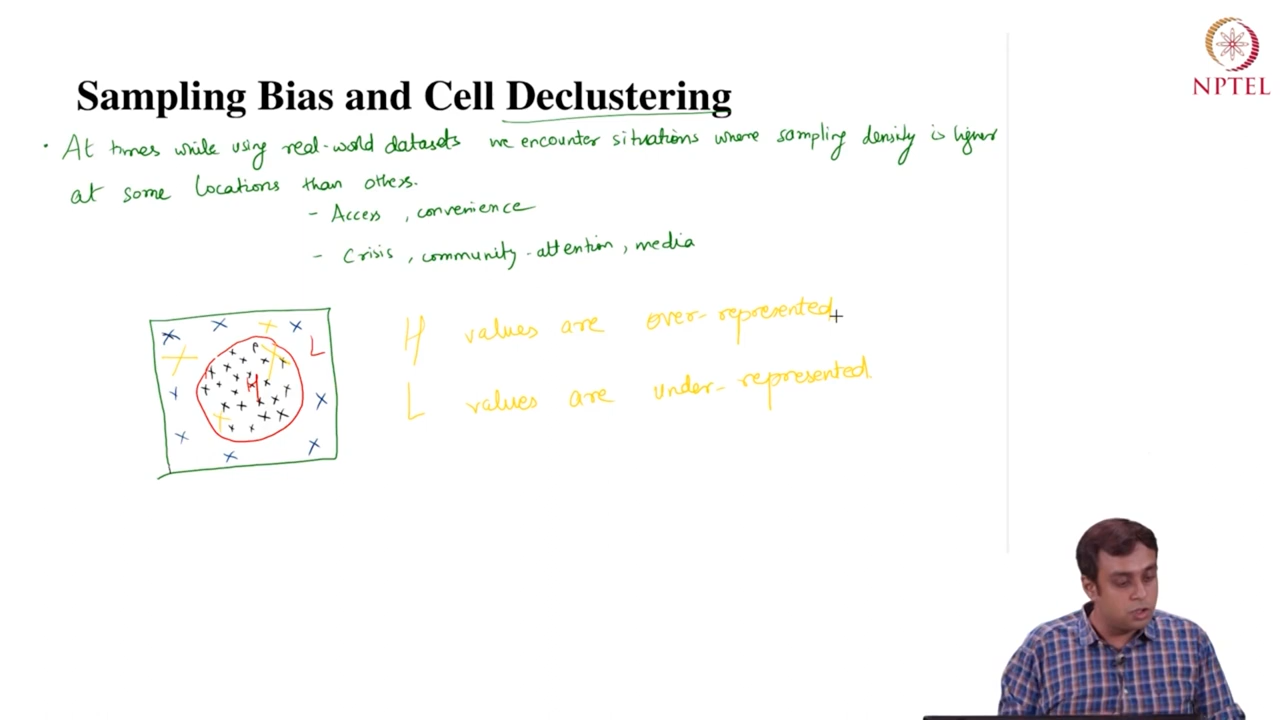 NPTEL
Sampling Bias and Cell Declustering
• At times while using real-world datasets we encounter situations where sampling density is higher
at some locations than others.
- Access, convenience
- Crisis, community-attention, media
H values are over-represented.
L
H
L values are under-represented.